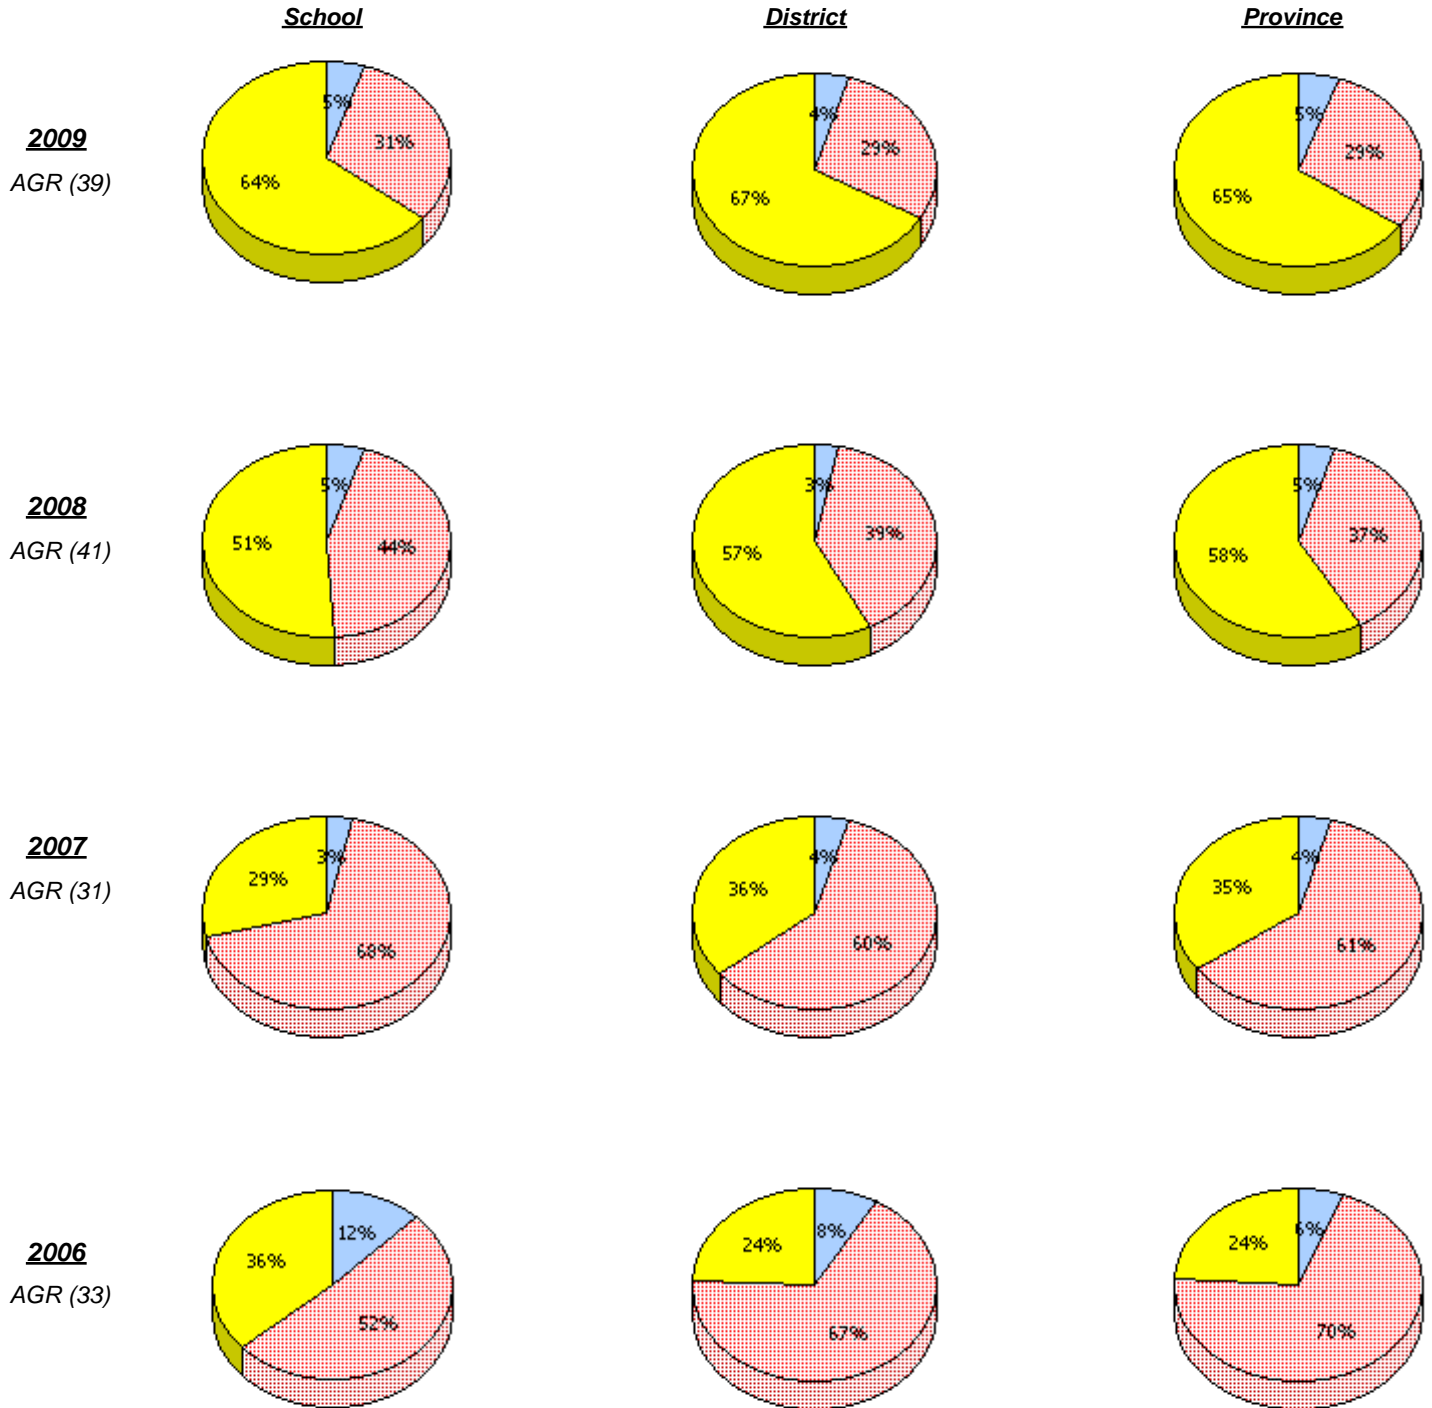 School District Province
2009
AGR (39)
5% 31% 64%
4% 29% 67%
5% 29% 65%
2008
AGR (41)
5% 44% 51%
3% 39% 57%
5% 37% 58%
2007
AGR (31)
3% 68% 29%
4% 60% 36%
4% 61% 35%
2006
AGR (33)
12% 52% 36%
8% 67% 24%
6% 70% 24%